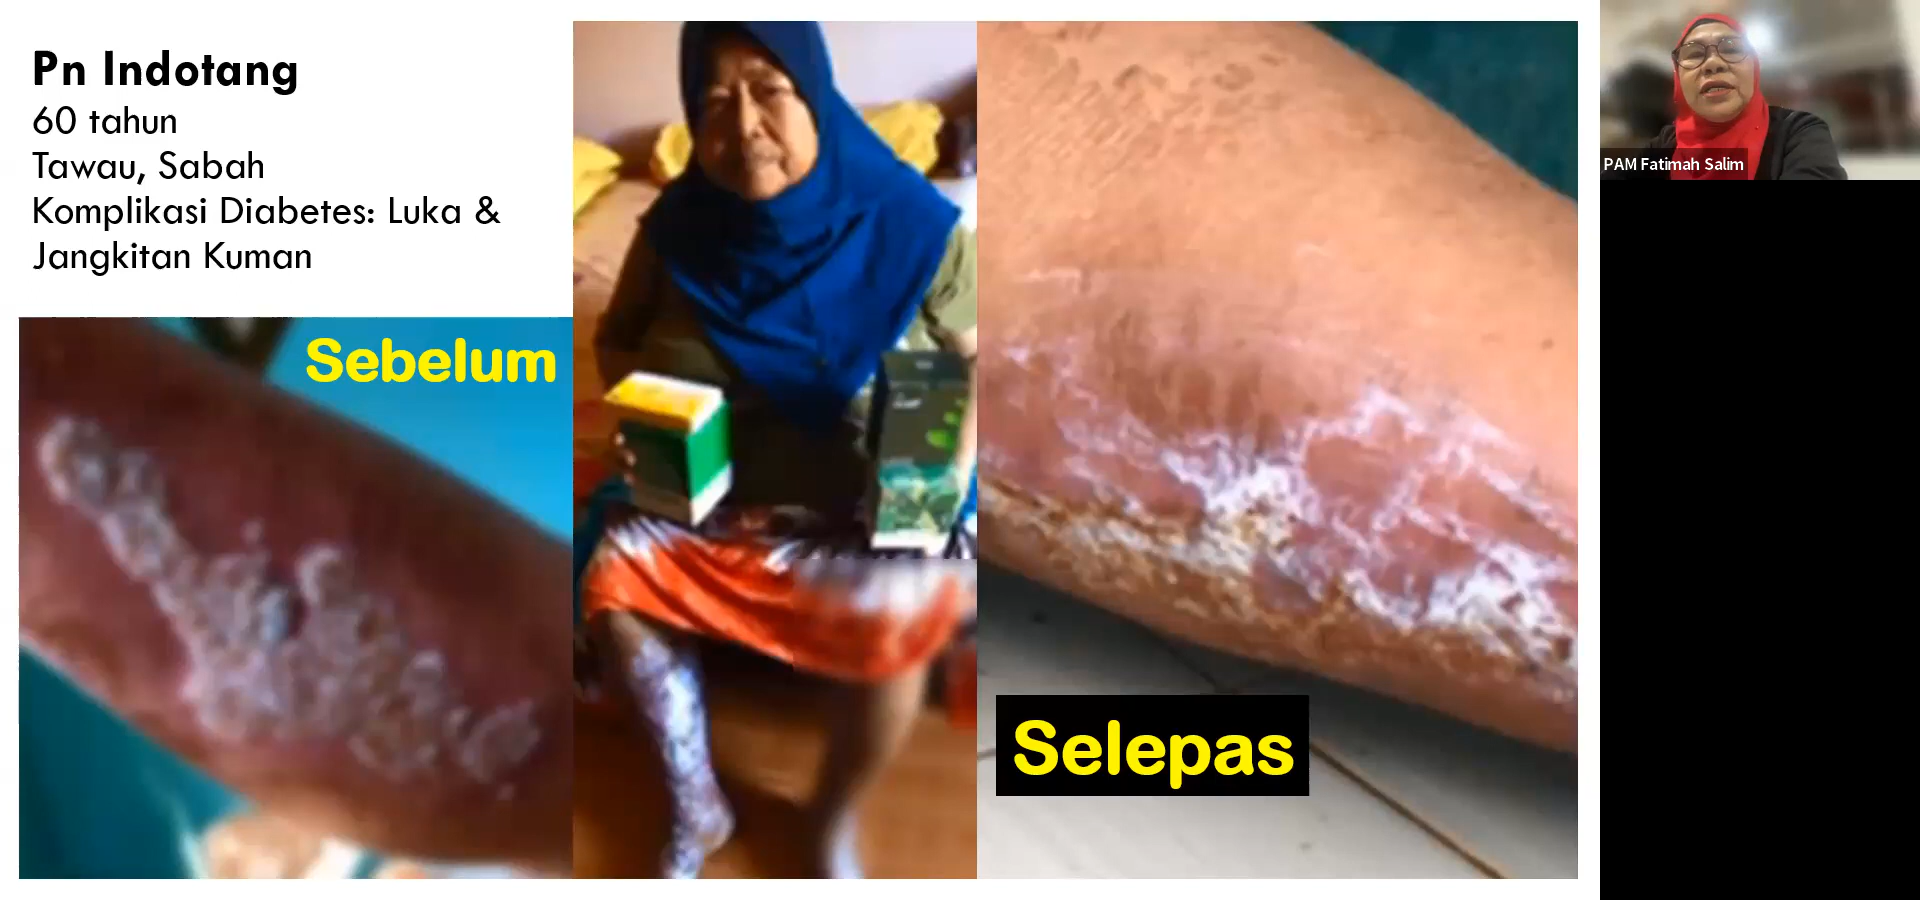 Pn Indotang
60 tahun
Tawau, Sabah
Komplikasi Diabetes: Luka &
Jangkitan Kuman
Sebelum
Selepas
PAM Fatimah Salim